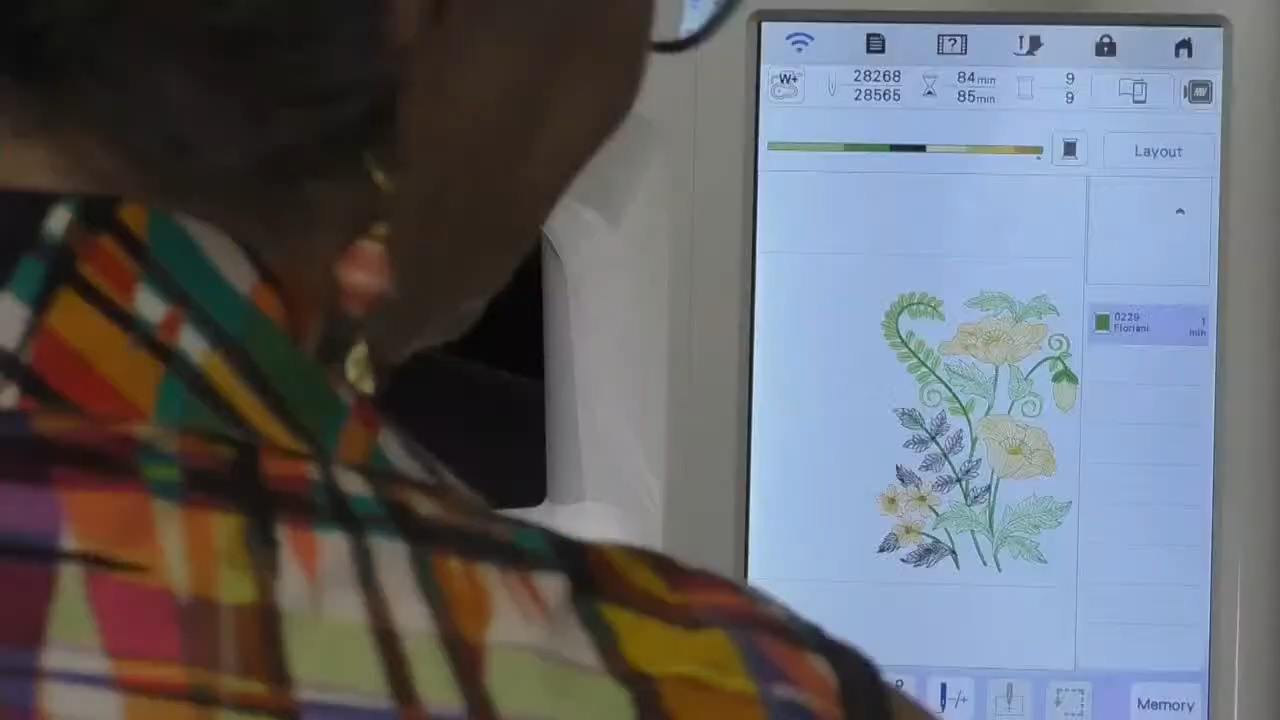 W+
28268
28565
84 min
85 min
9
9
Layout
0229
Floriani
1
min
-/+
Memory